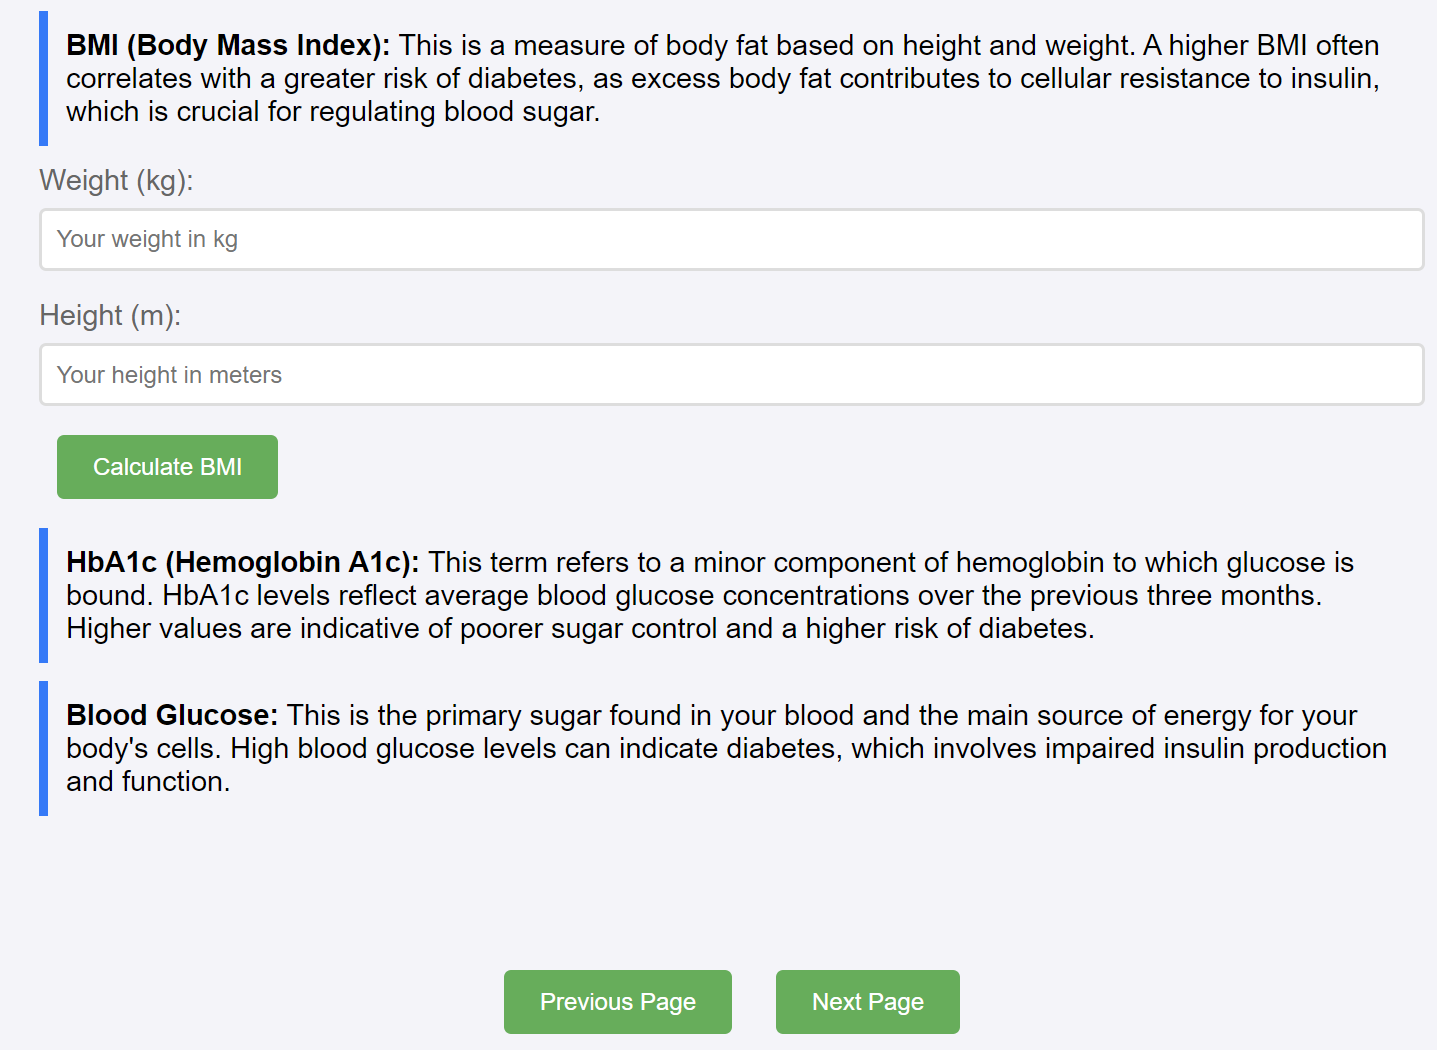 BMI (Body Mass Index): This is a measure of body fat based on height and weight. A higher BMI often
correlates with a greater risk of diabetes, as excess body fat contributes to cellular resistance to insulin,
which is crucial for regulating blood sugar.
Weight (kg):
Your weight in kg
Height (m):
Your height in meters
Calculate BMI
HbA1c (Hemoglobin A1c): This term refers to a minor component of hemoglobin to which glucose is
bound. HbA1c levels reflect average blood glucose concentrations over the previous three months.
Higher values are indicative of poorer sugar control and a higher risk of diabetes.
Blood Glucose: This is the primary sugar found in your blood and the main source of energy for your
body's cells. High blood glucose levels can indicate diabetes, which involves impaired insulin production
and function.
Previous Page
Next Page